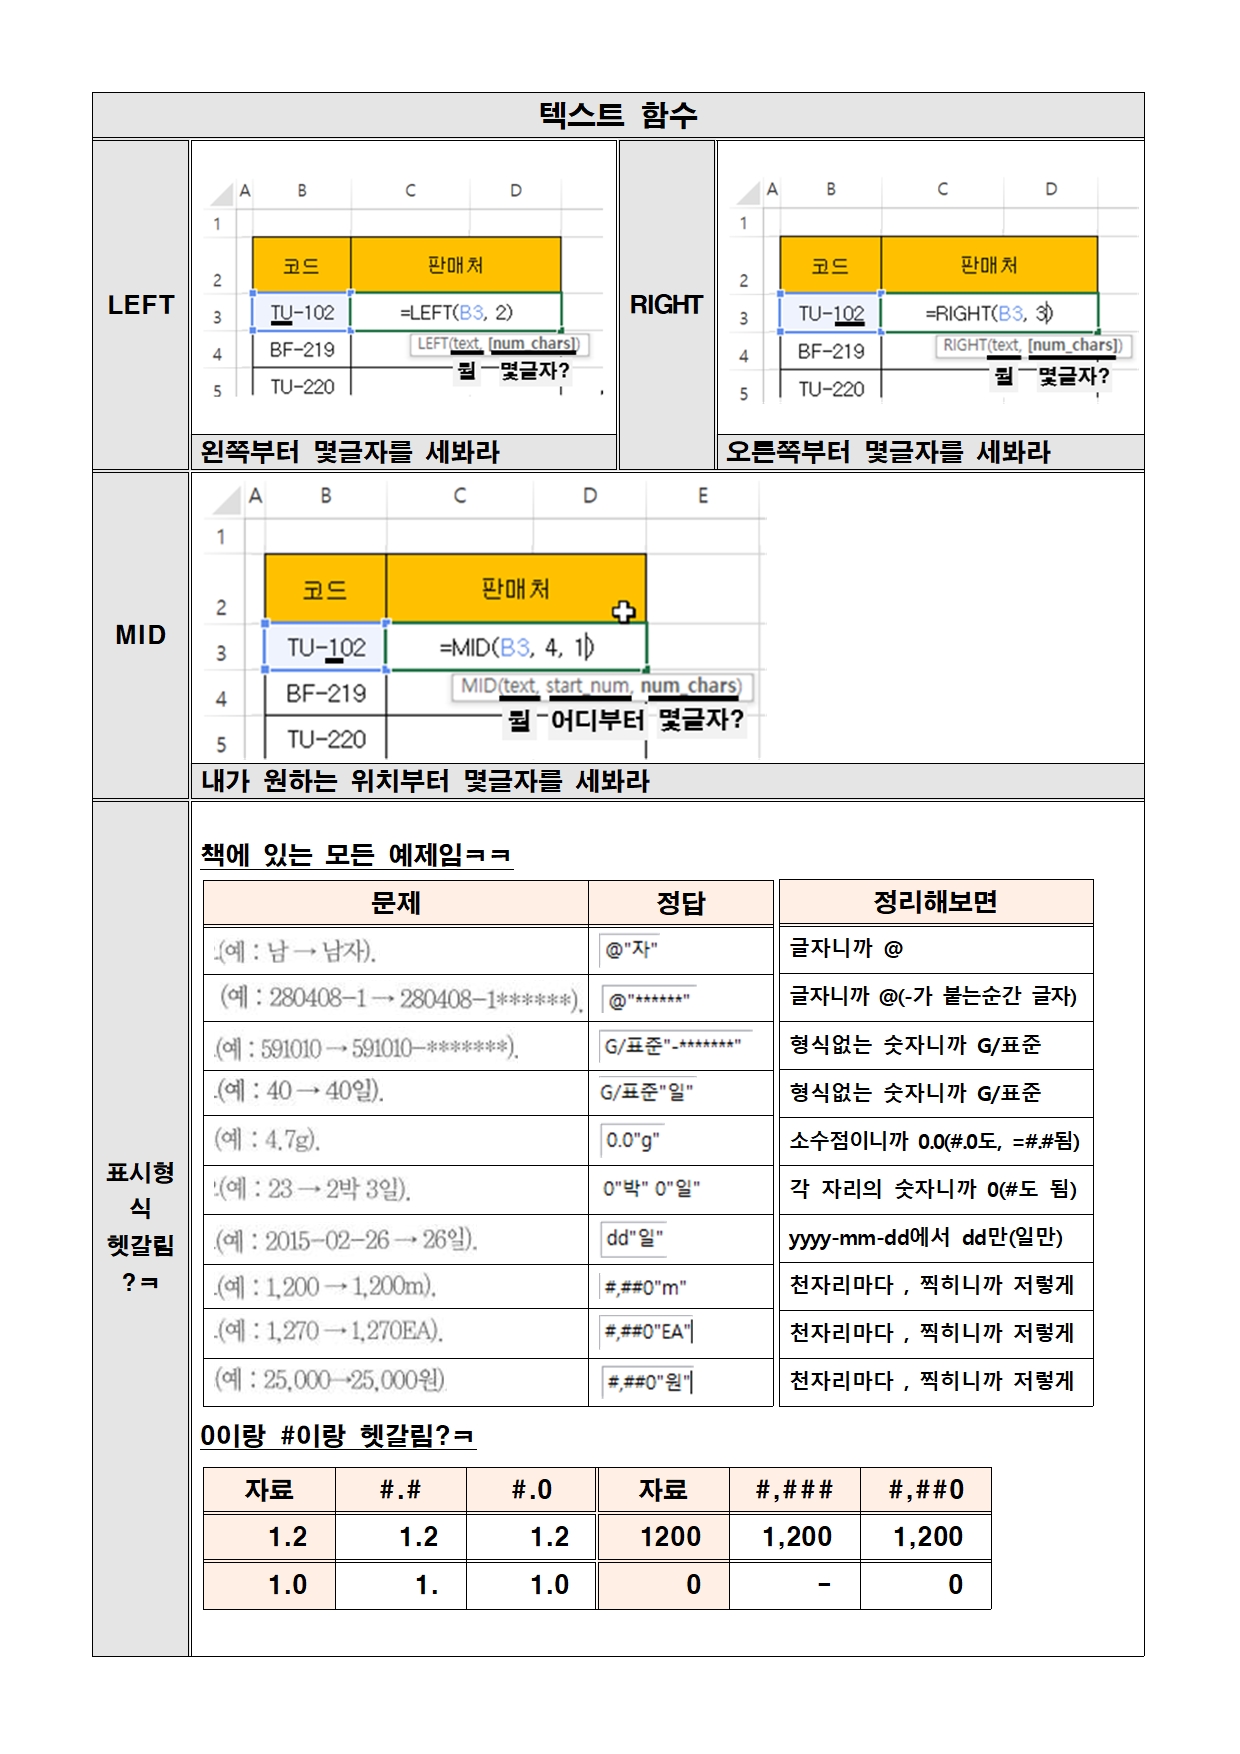 텍스트 함수
LEFT
A B C D
1
2 코드 판매처
3 TU-102 =LEFT(B3, 2)
LEFT(text, [num_chars])
4 BF-219
뭘 몇글자?
5 TU-220
왼쪽부터 몇글자를 세봐라
RIGHT
A B C D
1
2 코드 판매처
3 TU-102 =RIGHT(B3, 3)
RIGHT(text, [num_chars])
4 BF-219
뭘 몇글자?
5 TU-220
오른쪽부터 몇글자를 세봐라
MID
A B C D E
1
2 코드 판매처
3 TU-102 =MID(B3, 4, 1)
MID(text, start_num, num_chars)
4 BF-219
뭘 어디부터 몇글자?
5 TU-220
내가 원하는 위치부터 몇글자를 세봐라
표시형
식
헷갈림
?ㅋ
책에 있는 모든 예제임ㅋㅋ
문제 정답 정리해보면
(예 : 남 → 남자). @"자" 글자니까 @
(예 : 280408-1 → 280408-1******). @"******" 글자니까 @(-가 붙는순간 글자)
(예 : 591010 → 591010-*******). G/표준"-*******" 형식없는 숫자니까 G/표준
(예 : 40 → 40일). G/표준"일" 형식없는 숫자니까 G/표준
(예 : 4.7g). 0.0"g" 소수점이니까 0.0(#.0도, =#.#됨)
(예 : 23 → 2박 3일). 0"박" 0"일" 각 자리의 숫자니까 0(#도 됨)
(예 : 2015-02-26 → 26일). dd"일" yyyy-mm-dd에서 dd만(일만)
(예 : 1,200 → 1,200m). #,##0"m" 천자리마다 , 찍히니까 저렇게
(예 : 1,270 → 1,270EA). #,##0"EA" 천자리마다 , 찍히니까 저렇게
(예 : 25,000→25,000원) #,##0"원" 천자리마다 , 찍히니까 저렇게
0이랑 #이랑 헷갈림?ㅋ
자료 #.# #.0 자료 #,### #,##0
1.2 1.2 1.2 1200 1,200 1,200
1.0 1. 1.0 0 - 0